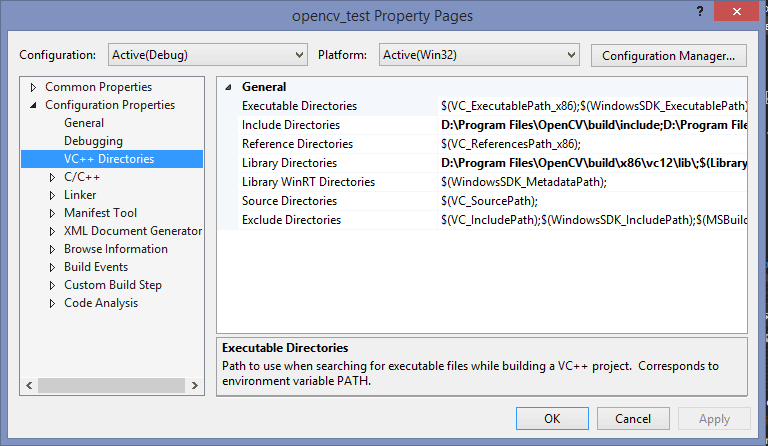 opencv_test Property Pages
?
Configuration: Active(Debug) Platform: Active(Win32) Configuration Manager...
Common Properties
Configuration Properties
General
Debugging
VC++ Directories
C/C++
Linker
Manifest Tool
XML Document Generator
Browse Information
Build Events
Custom Build Step
Code Analysis
General
Executable Directories $(VC_ExecutablePath_x86);$(WindowsSDK_ExecutablePath)
Include Directories D:\Program Files\OpenCV\build\include;D:\Program File
Reference Directories $(VC_ReferencesPath_x86);
Library Directories D:\Program Files\OpenCV\build\x86\vc12\lib\;$(Library
Library WinRT Directories $(WindowsSDK_MetadataPath);
Source Directories $(VC_SourcePath);
Exclude Directories $(VC_IncludePath);$(WindowsSDK_IncludePath);$(MSBuild
Executable Directories
Path to use when searching for executable files while building a VC++ project. Corresponds to
environment variable PATH.
OK Cancel Apply